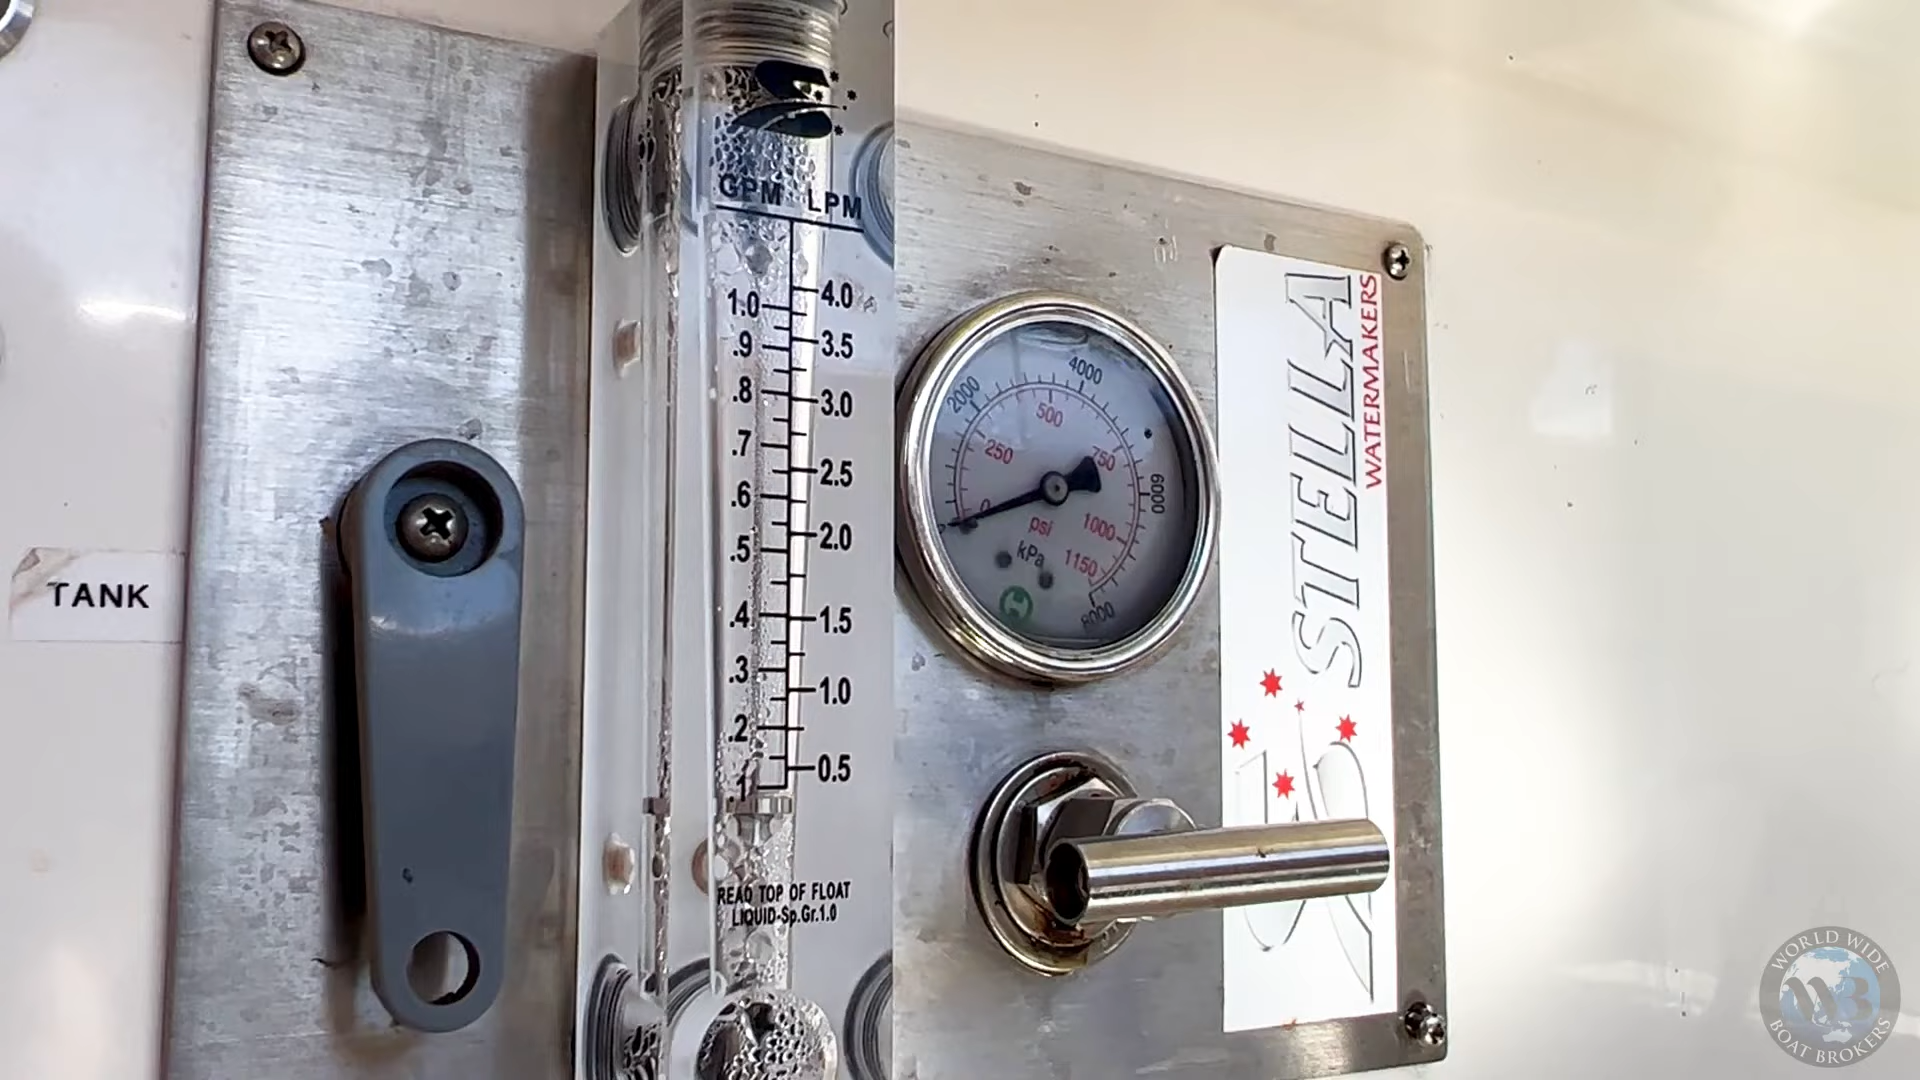 TANK
GPM LPM
1.0 4.0
.9 3.5
.8 3.0
.7 2.5
.6
.5 2.0
.4 1.5
.3 1.0
.2
.1 0.5
READ TOP OF FLOAT
LIQUID-Sp.Gr.1.0
2000
4000
6000
8000
0
250
500
750
1000
1150
psi
kPa
STELLA
WATERMAKERS
WORLD WIDE
WB
BOAT BROKERS